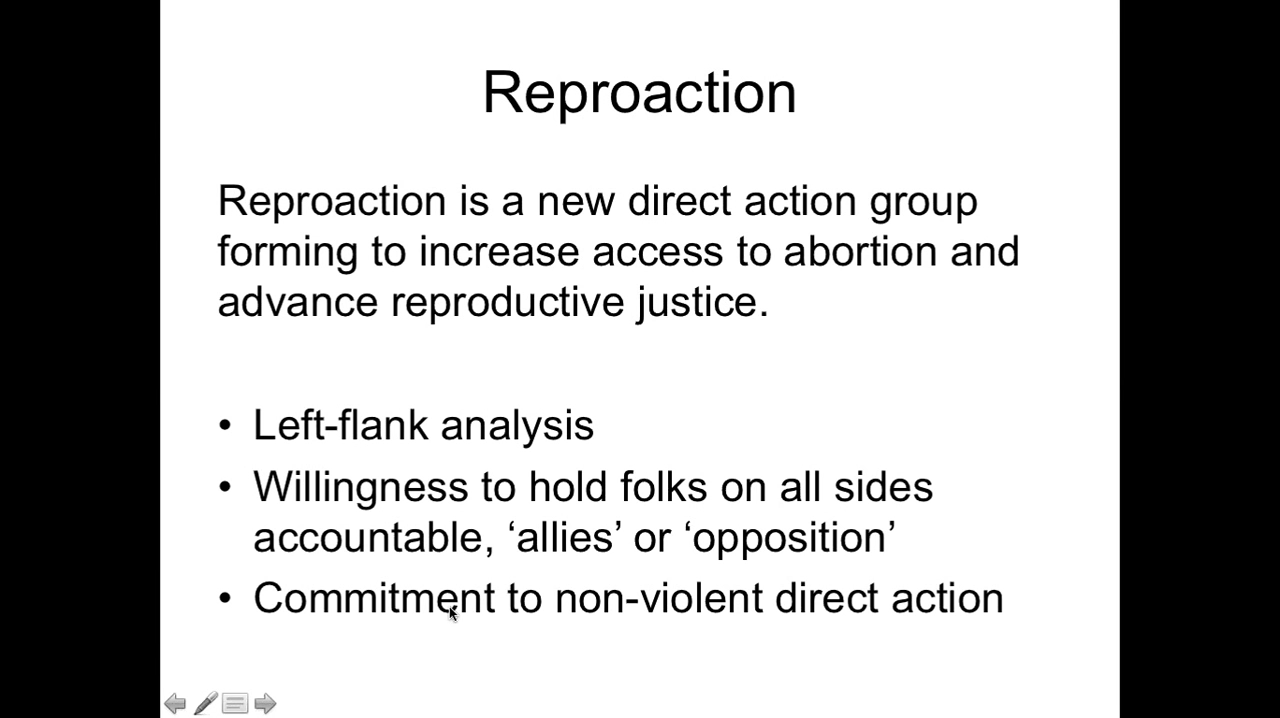 Reproaction
Reproaction is a new direct action group
forming to increase access to abortion and
advance reproductive justice.
• Left-flank analysis
• Willingness to hold folks on all sides
accountable, ‘allies’ or ‘opposition’
• Commitment to non-violent direct action